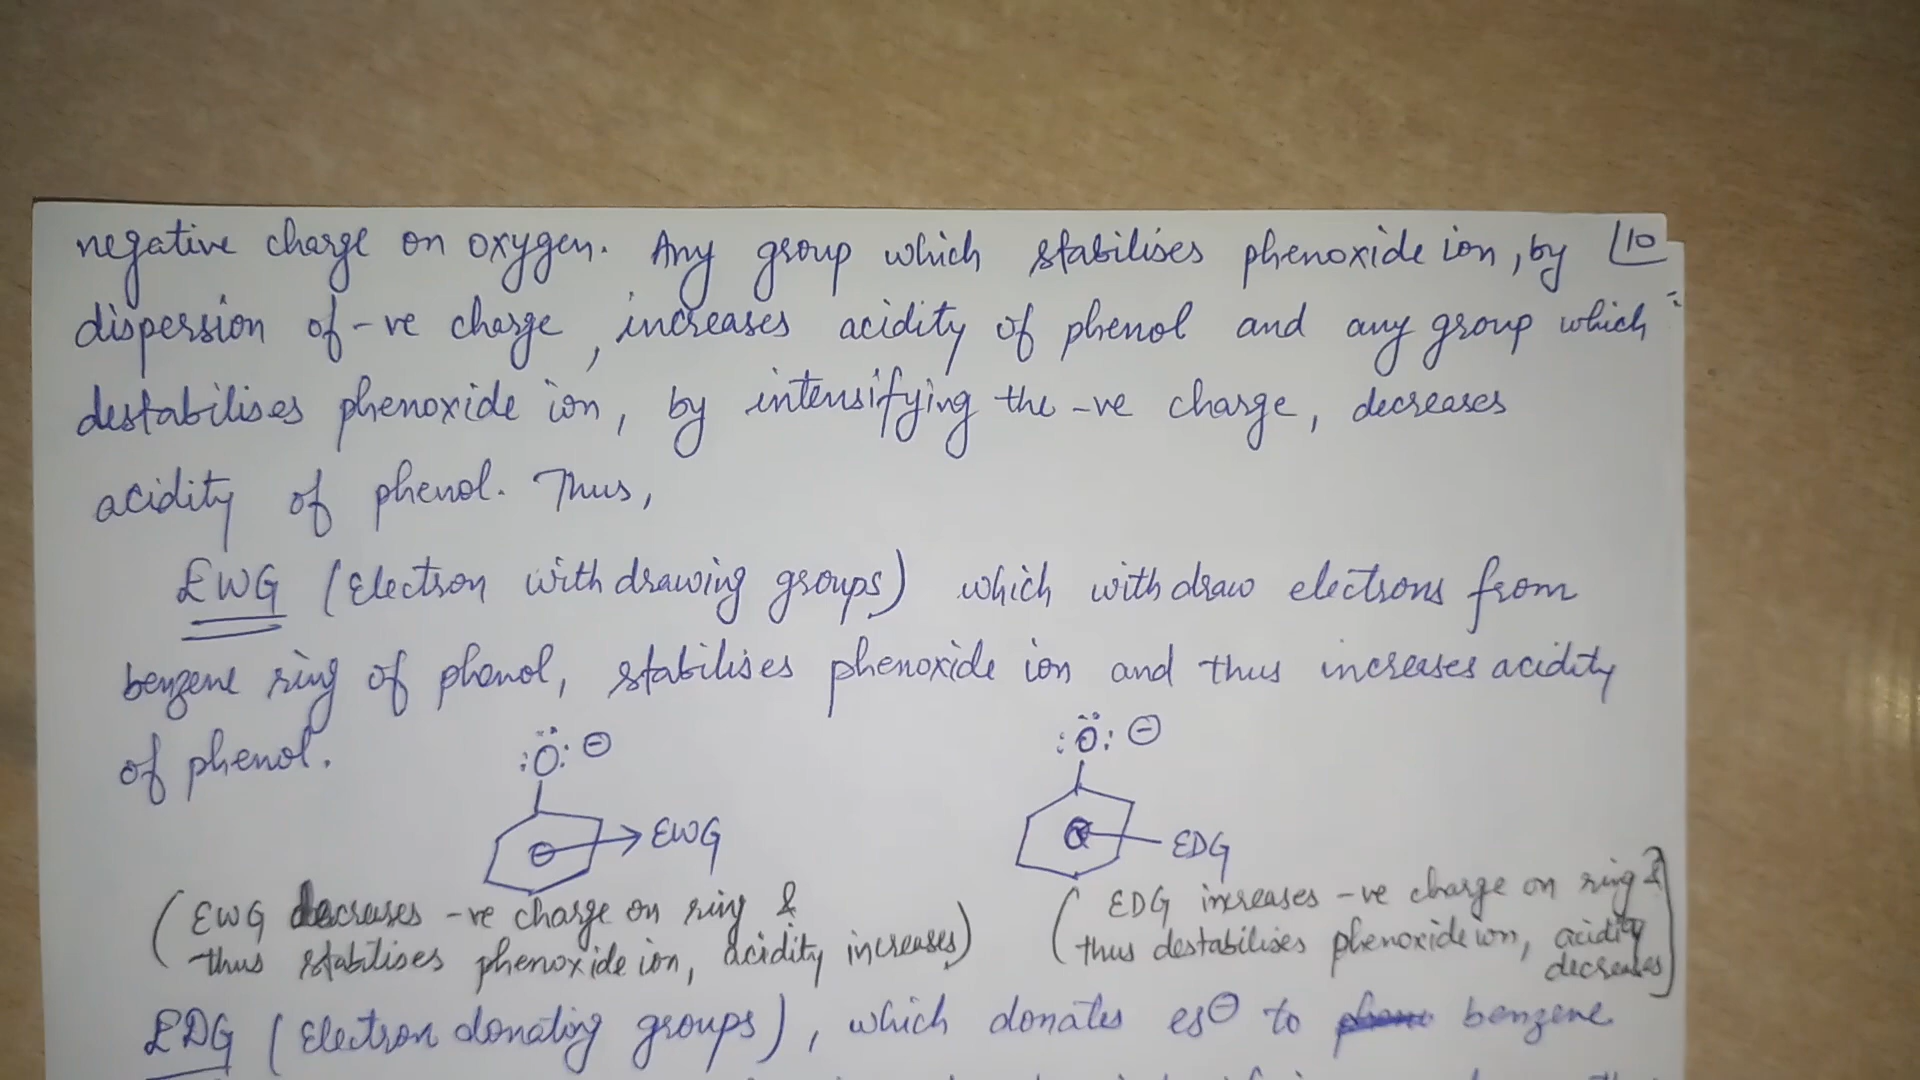 negative charge on oxygen. Any group which stabilises phenoxide ion, by 10
dispersion of -ve charge, increases acidity of phenol and any group which
destabilises phenoxide ion, by intensifying the -ve charge, decreases
acidity of phenol. Thus,
EWG (Electron withdrawing groups) which withdraw electrons from
benzene ring of phenol, stabilises phenoxide ion and thus increases acidity
of phenol.
:Ö: ⊖ :Ö: ⊖
⊖ → EWG EDG
(EWG decreases -ve charge on ring &
thus stabilises phenoxide ion, acidity increases)
(EDG increases -ve charge on ring &
thus destabilises phenoxide ion, acidity
decreases)
EDG (Electron donating groups), which donates es⊖ to benzene